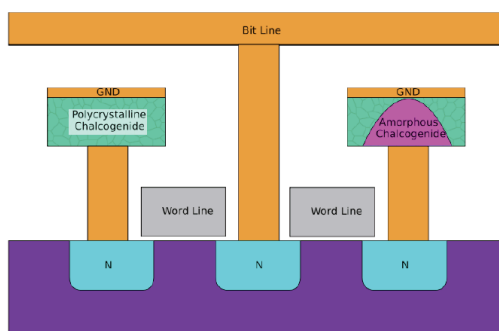 Bit Line
GND
GND
Polycrystalline
Chalcogenide
Amorphous
Chalcogenide
Word Line
Word Line
N
N
N